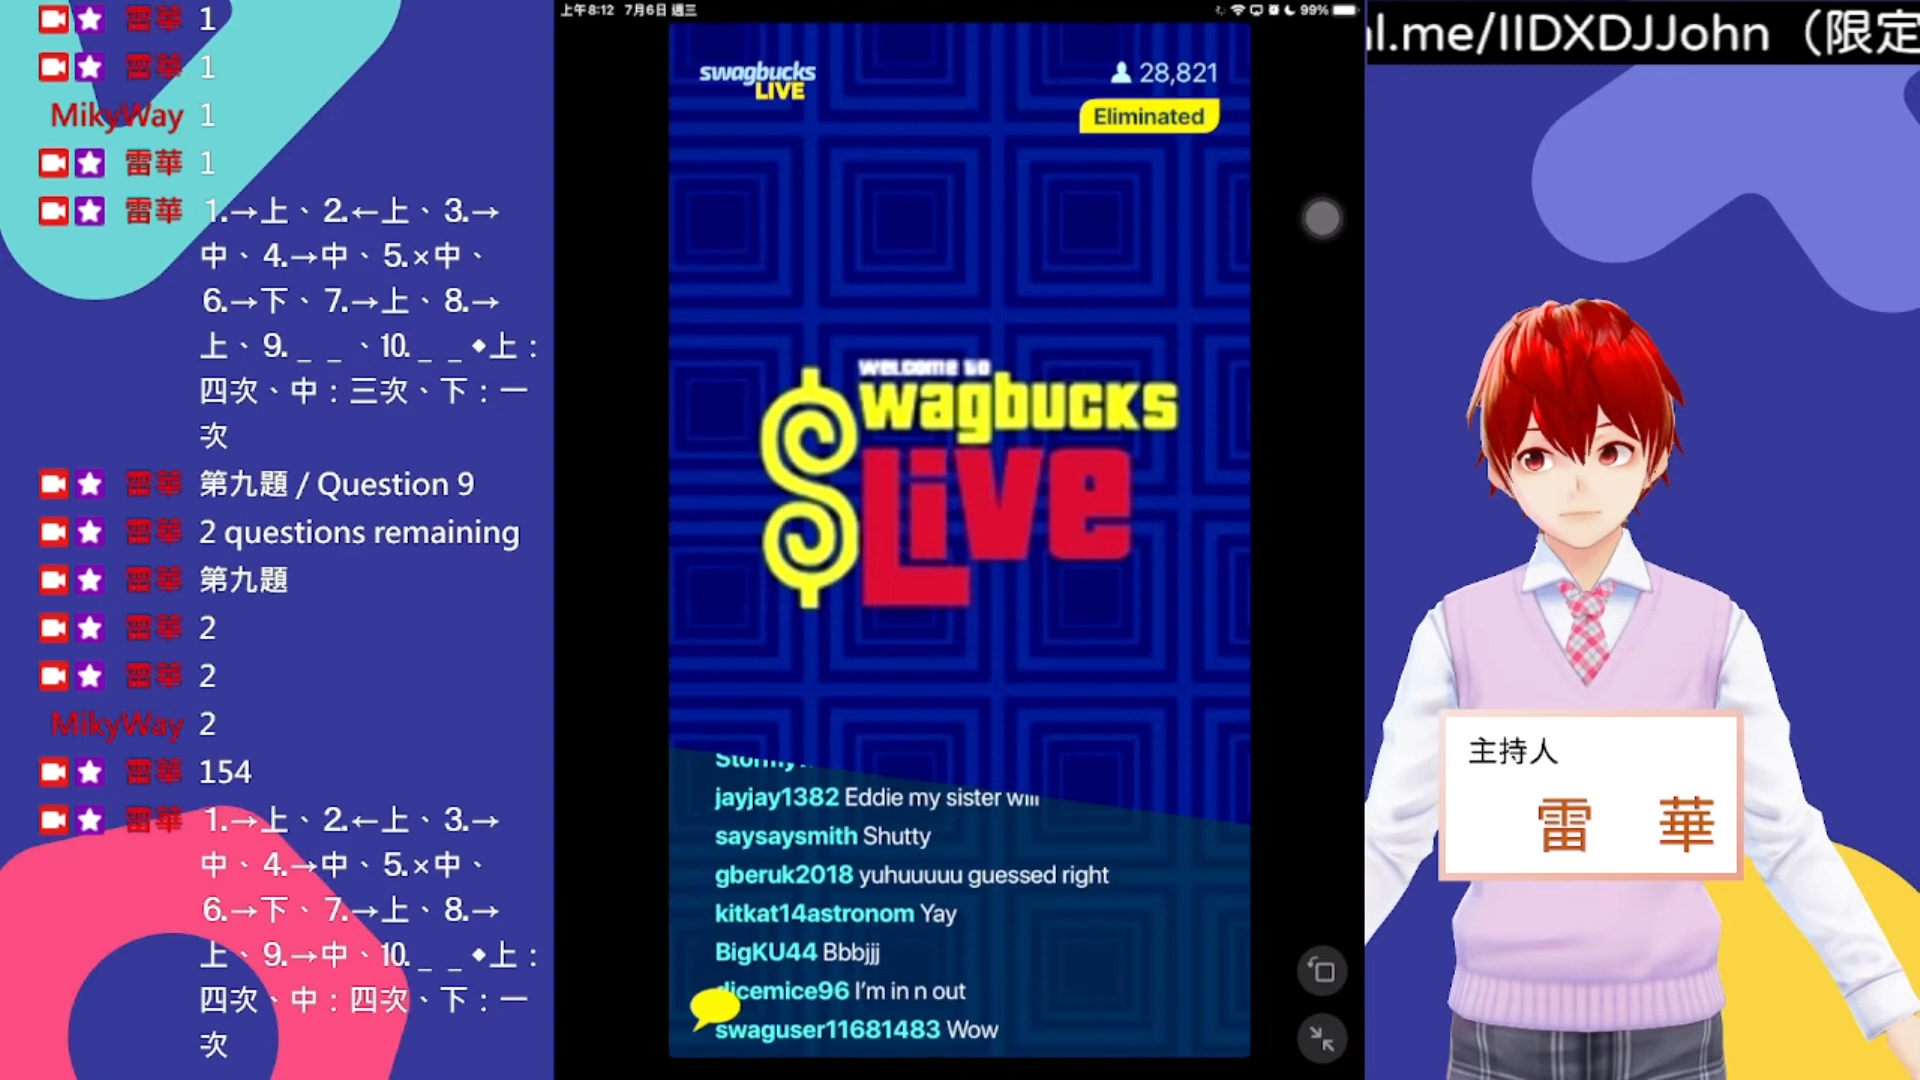 雷華 1
雷華 1
MikyWay 1
雷華 1
雷華 1.→上、2.←上、3.→
中、4.→中、5.×中、
6.→下、7.→上、8.→
上、9. _ _ 、10. _ _ ◆上：
四次、中：三次、下：一
次
雷華 第九題 / Question 9
雷華 2 questions remaining
雷華 第九題
雷華 2
雷華 2
MikyWay 2
雷華 154
雷華 1.→上、2.←上、3.→
中、4.→中、5.×中、
6.→下、7.→上、8.→
上、9.→中、10. _ _ ◆上：
四次、中：四次、下：一
次
上午8:12 7月6日 週三
99%
swagbucks
LIVE
28,821
Eliminated
welcome to
$wagbucks
Live
jayjay1382 Eddie my sister will
saysaysmith Shutty
gberuk2018 yuhuuuuu guessed right
kitkat14astronom Yay
BigKU44 Bbbjjj
dicemice96 I'm in n out
swaguser11681483 Wow
l.me/IIDXDJJohn（限定
主持人
雷 華